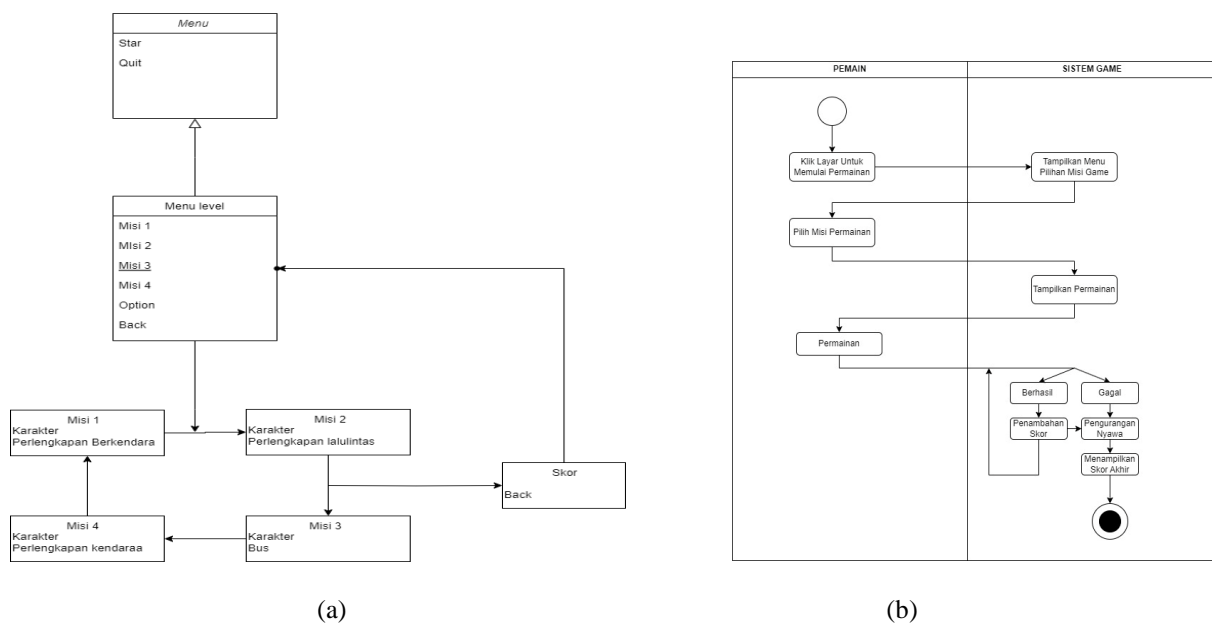 Menu
Star
Quit
Menu level
Misi 1
MIsi 2
Misi 3
Misi 4
Option
Back
Misi 1
Karakter
Perlengkapan Berkendara
Misi 2
Karakter
Perlengkapan lalulintas
Skor
Back
Misi 4
Karakter
Perlengkapan kendaraa
Misi 3
Karakter
Bus
(a)
PEMAIN
SISTEM GAME
Klik Layar Untuk
Memulai Permainan
Tampilkan Menu
Pilihan Misi Game
Pilih Misi Permainan
Tampilkan Permainan
Permainan
Berhasil
Gagal
Penambahan
Skor
Pengurangan
Nyawa
Menampilkan
Skor Akhir
(b)